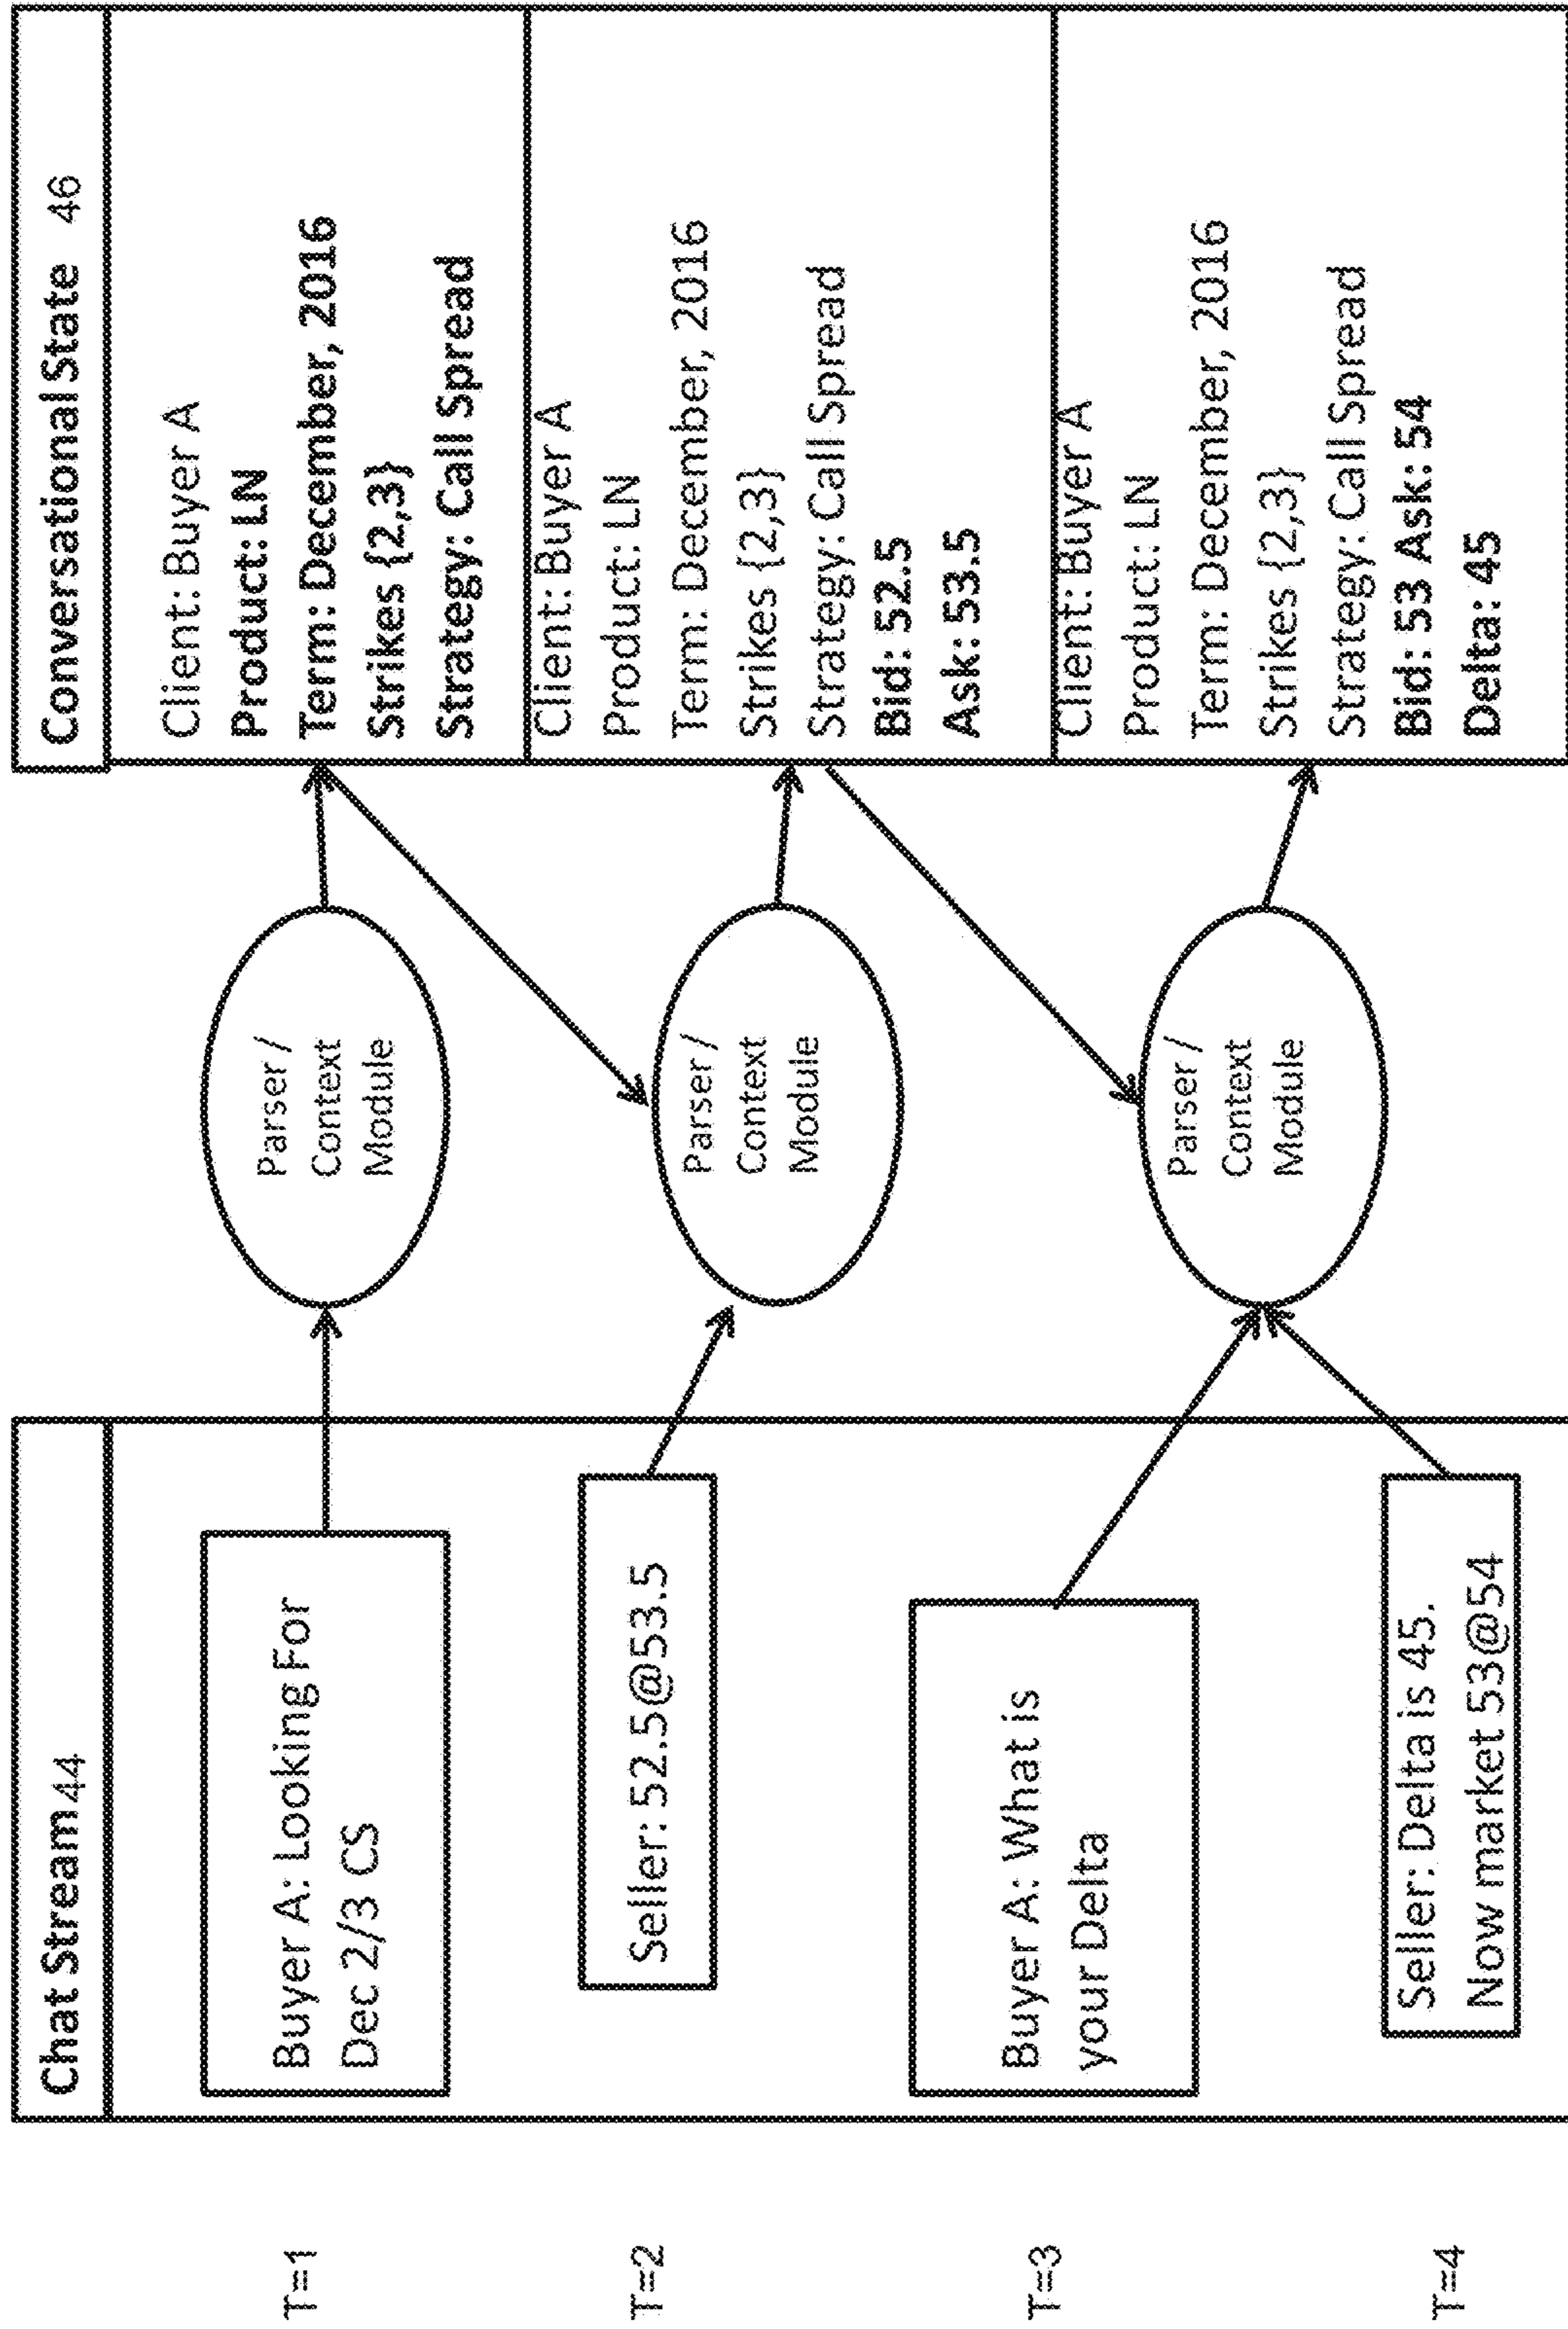 Chat Stream 44
Conversational State 46
T=1
Buyer A: Looking For
Dec 2/3 CS
Parser /
Context
Module
Client: Buyer A
Product: LN
Term: December, 2016
Strikes {2,3}
Strategy: Call Spread
T=2
Seller: 52.5@53.5
Parser /
Context
Module
Client: Buyer A
Product: LN
Term: December, 2016
Strikes {2,3}
Strategy: Call Spread
Bid: 52.5
Ask: 53.5
T=3
Buyer A: What is
your Delta
Parser /
Context
Module
Client: Buyer A
Product: LN
Term: December, 2016
Strikes {2,3}
Strategy: Call Spread
Bid: 53 Ask: 54
Delta: 45
T=4
Seller: Delta is 45.
Now market 53@54